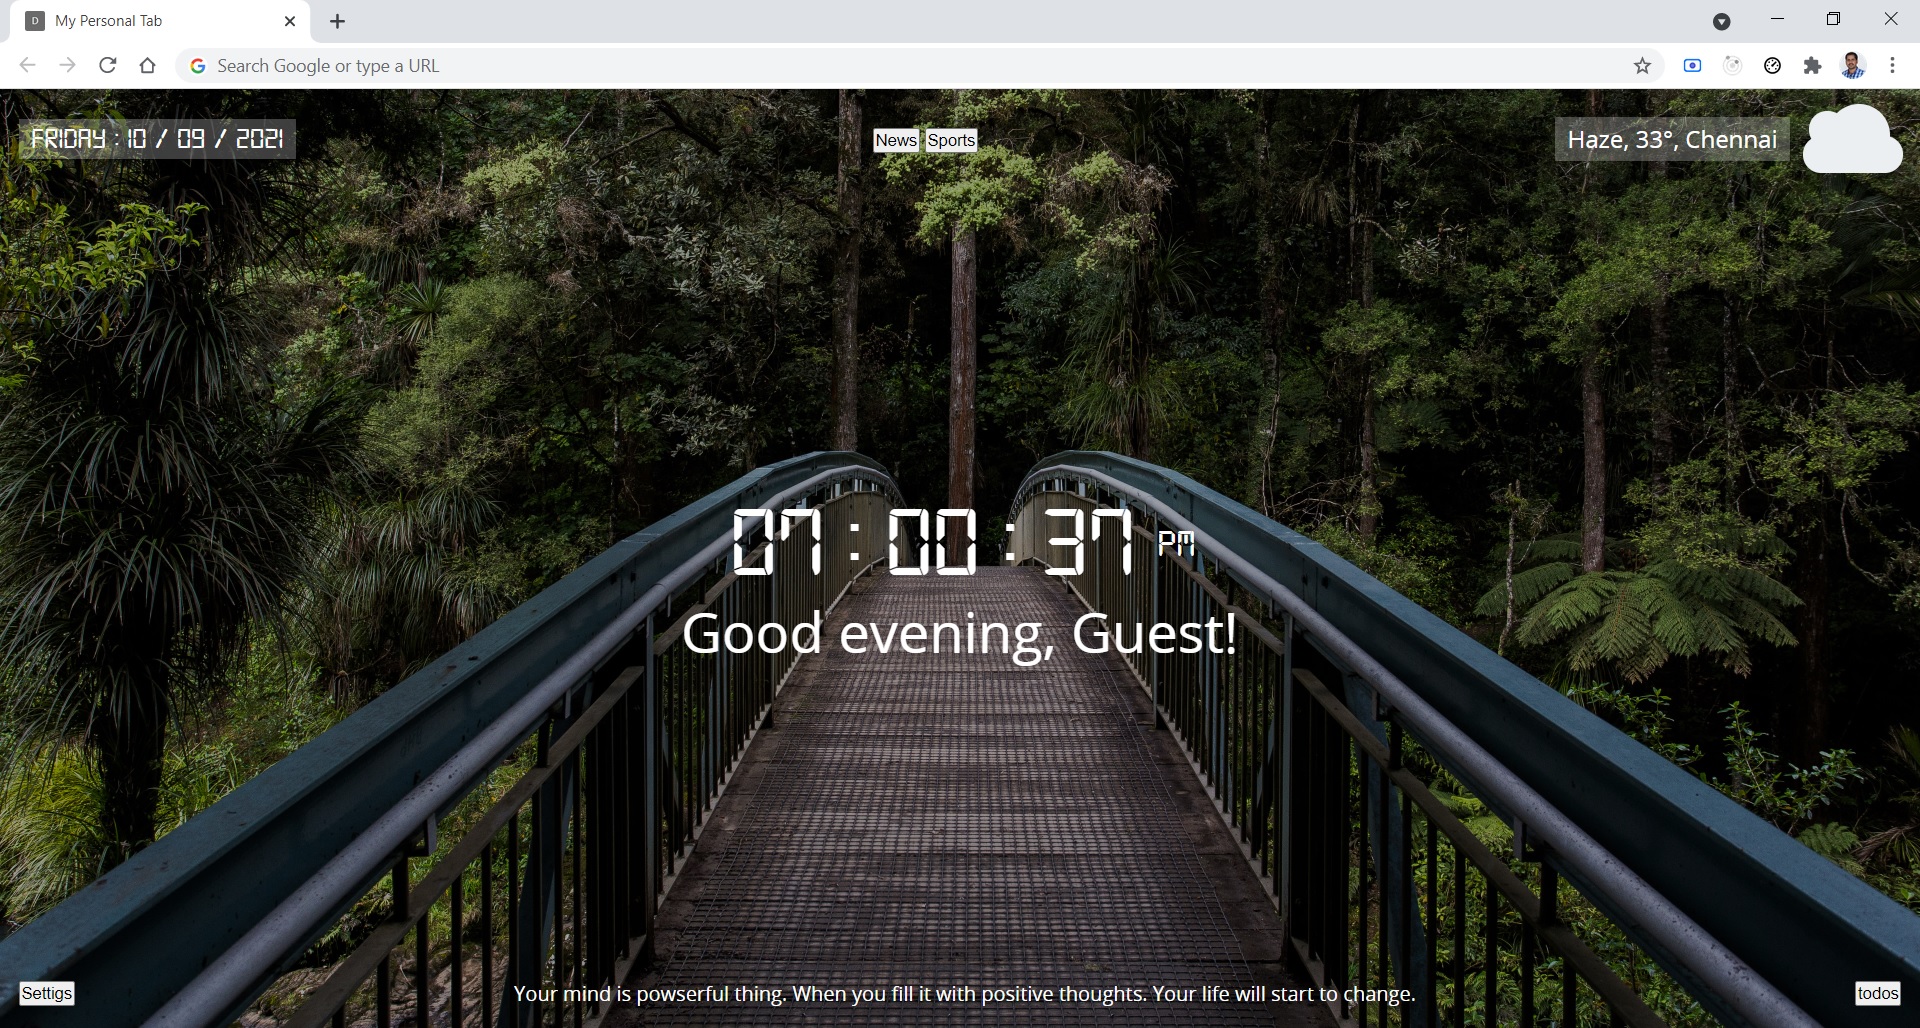 D My Personal Tab
Search Google or type a URL
FRIDAY : 10 / 09 / 2021
News Sports
Haze, 33°, Chennai
07 : 00 : 37 PM
Good evening, Guest!
Settigs
Your mind is powserful thing. When you fill it with positive thoughts. Your life will start to change.
todos